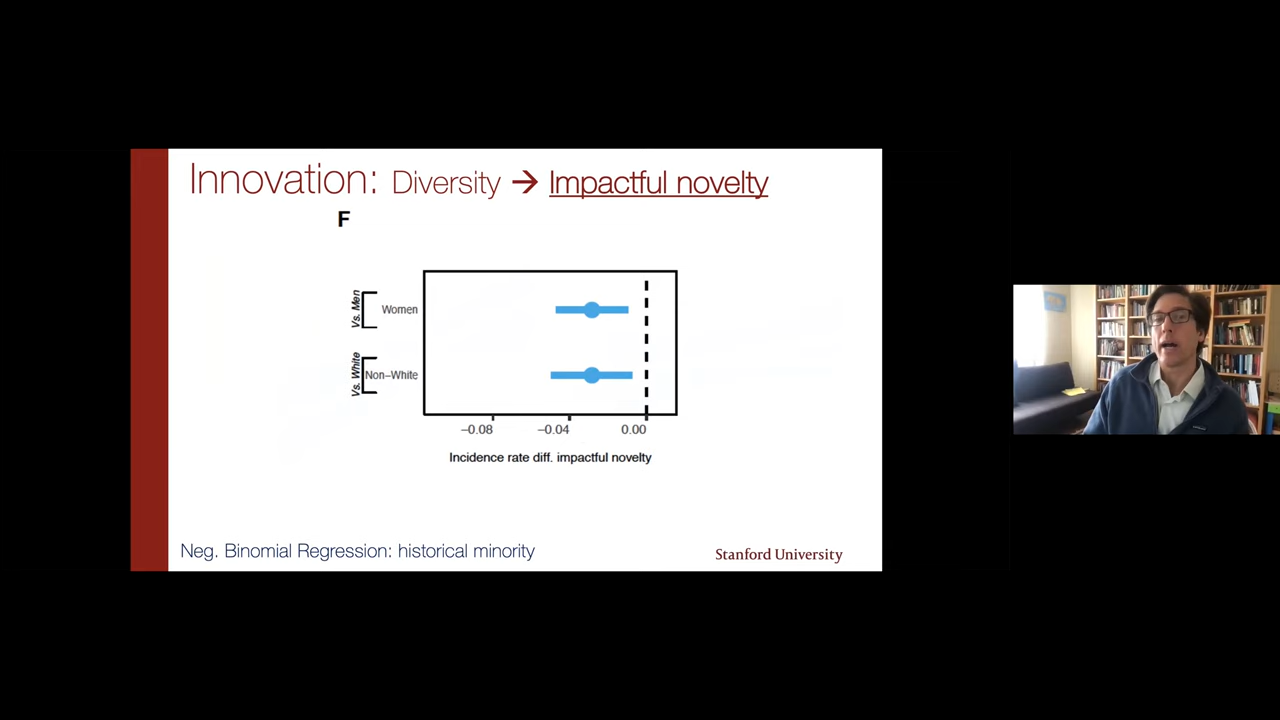 Innovation: Diversity → Impactful novelty
F
Vs. Men
Women
Vs. White
Non–White
−0.08
−0.04
0.00
Incidence rate diff. impactful novelty
Neg. Binomial Regression: historical minority
Stanford University